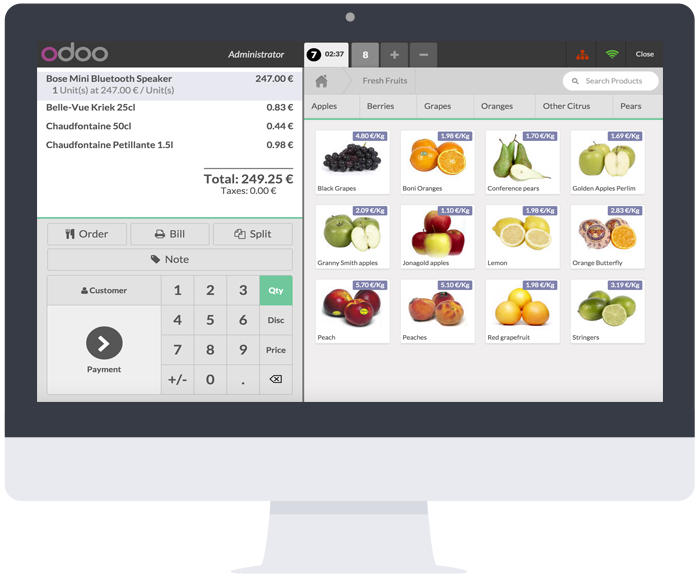 odoo
Administrator
7 02:37
8
+
−
Close
Bose Mini Bluetooth Speaker 247.00 €
1 Unit(s) at 247.00 € / Unit(s)
Belle-Vue Kriek 25cl 0.83 €
Chaudfontaine 50cl 0.44 €
Chaudfontaine Petillante 1.5l 0.98 €
Total: 249.25 €
Taxes: 0.00 €
Order
Bill
Split
Note
Customer
Payment
1 2 3 Qty
4 5 6 Disc
7 8 9 Price
+/- 0 .
Fresh Fruits
Search Products
Apples Berries Grapes Oranges Other Citrus Pears
4.80 €/Kg
Black Grapes
1.98 €/Kg
Boni Oranges
1.70 €/Kg
Conference pears
1.69 €/Kg
Golden Apples Perlim
2.09 €/Kg
Granny Smith apples
1.10 €/Kg
Jonagold apples
1.98 €/Kg
Lemon
2.83 €/Kg
Orange Butterfly
5.70 €/Kg
Peach
5.10 €/Kg
Peaches
1.98 €/Kg
Red grapefruit
3.19 €/Kg
Stringers